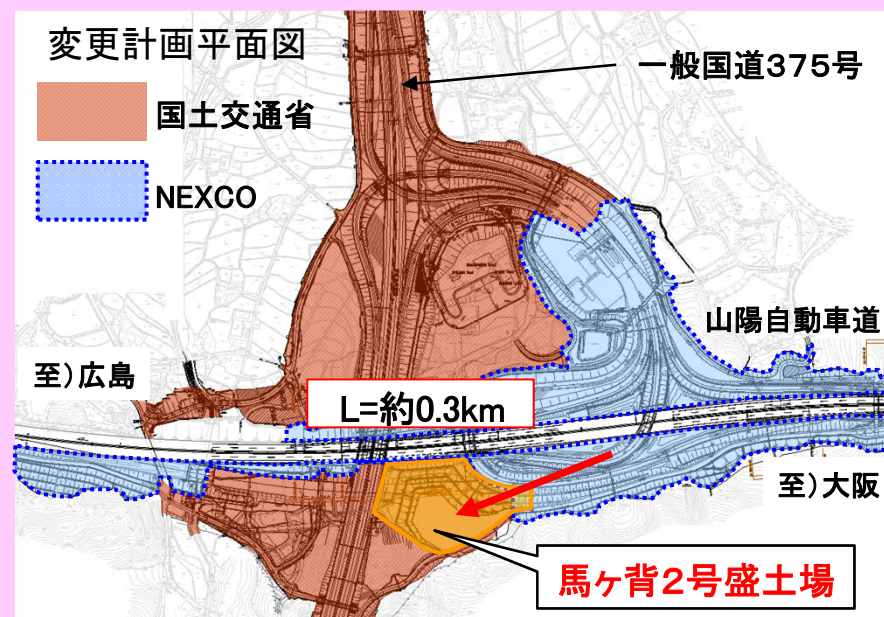 変更計画平面図
一般国道375号
国土交通省
NEXCO
山陽自動車道
至)広島
L=約0.3km
至)大阪
馬ヶ背2号盛土場